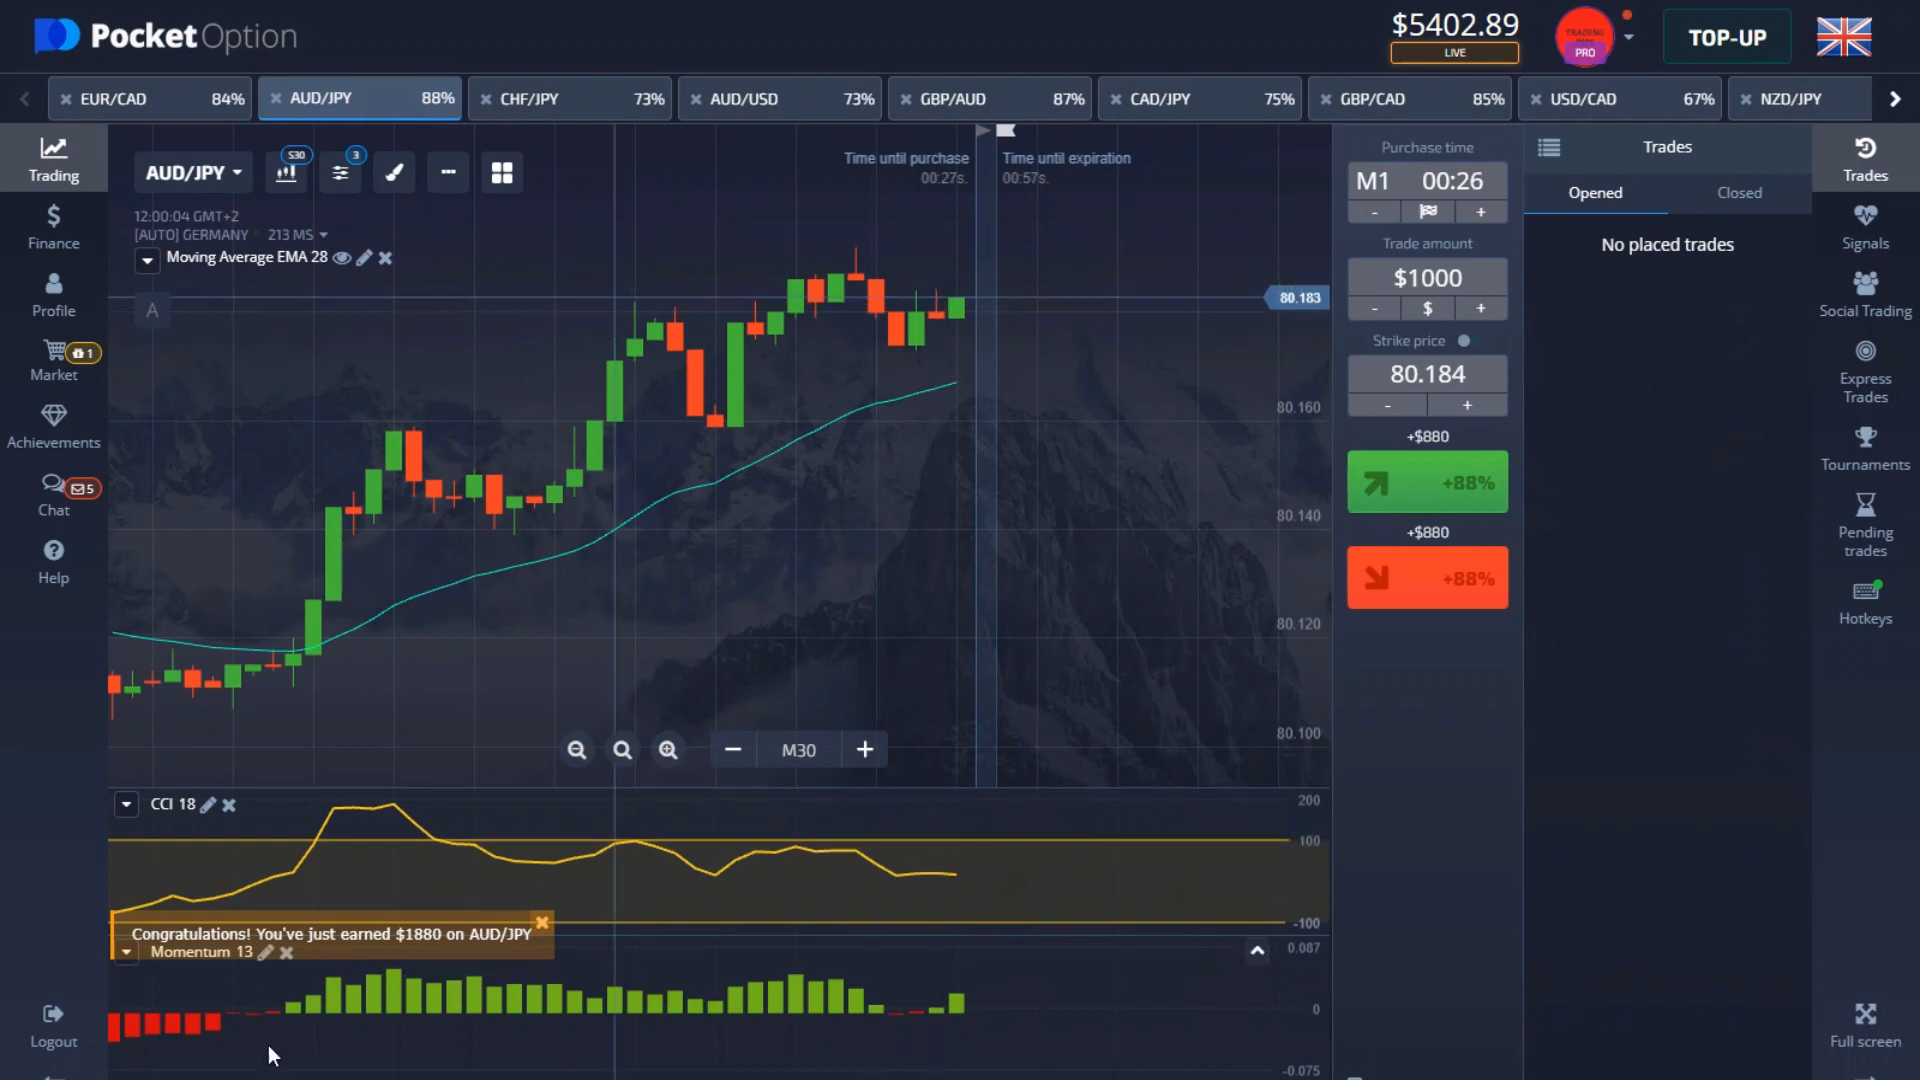 PocketOption
$5402.89
LIVE
TRADING
PRO
TOP-UP
EUR/CAD 84%
AUD/JPY 88%
CHF/JPY 73%
AUD/USD 73%
GBP/AUD 87%
CAD/JPY 75%
GBP/CAD 85%
USD/CAD 67%
NZD/JPY
Trading
Finance
Profile
Market
1
Achievements
Chat
5
Help
Logout
AUD/JPY
S30
3
12:00:04 GMT+2
[AUTO] GERMANY 213 MS
Moving Average EMA 28
A
Time until purchase
00:27s.
Time until expiration
00:57s.
80.183
80.160
80.140
80.120
80.100
M30
CCI 18
200
100
-100
Congratulations! You've just earned $1880 on AUD/JPY
Momentum 13
0.087
0
-0.075
Purchase time
M1 00:26
- +
Trade amount
$1000
- $ +
Strike price
80.184
- +
+$880
+88%
+$880
+88%
Trades
Opened
Closed
No placed trades
Trades
Signals
Social Trading
Express
Trades
Tournaments
Pending
trades
Hotkeys
Full screen